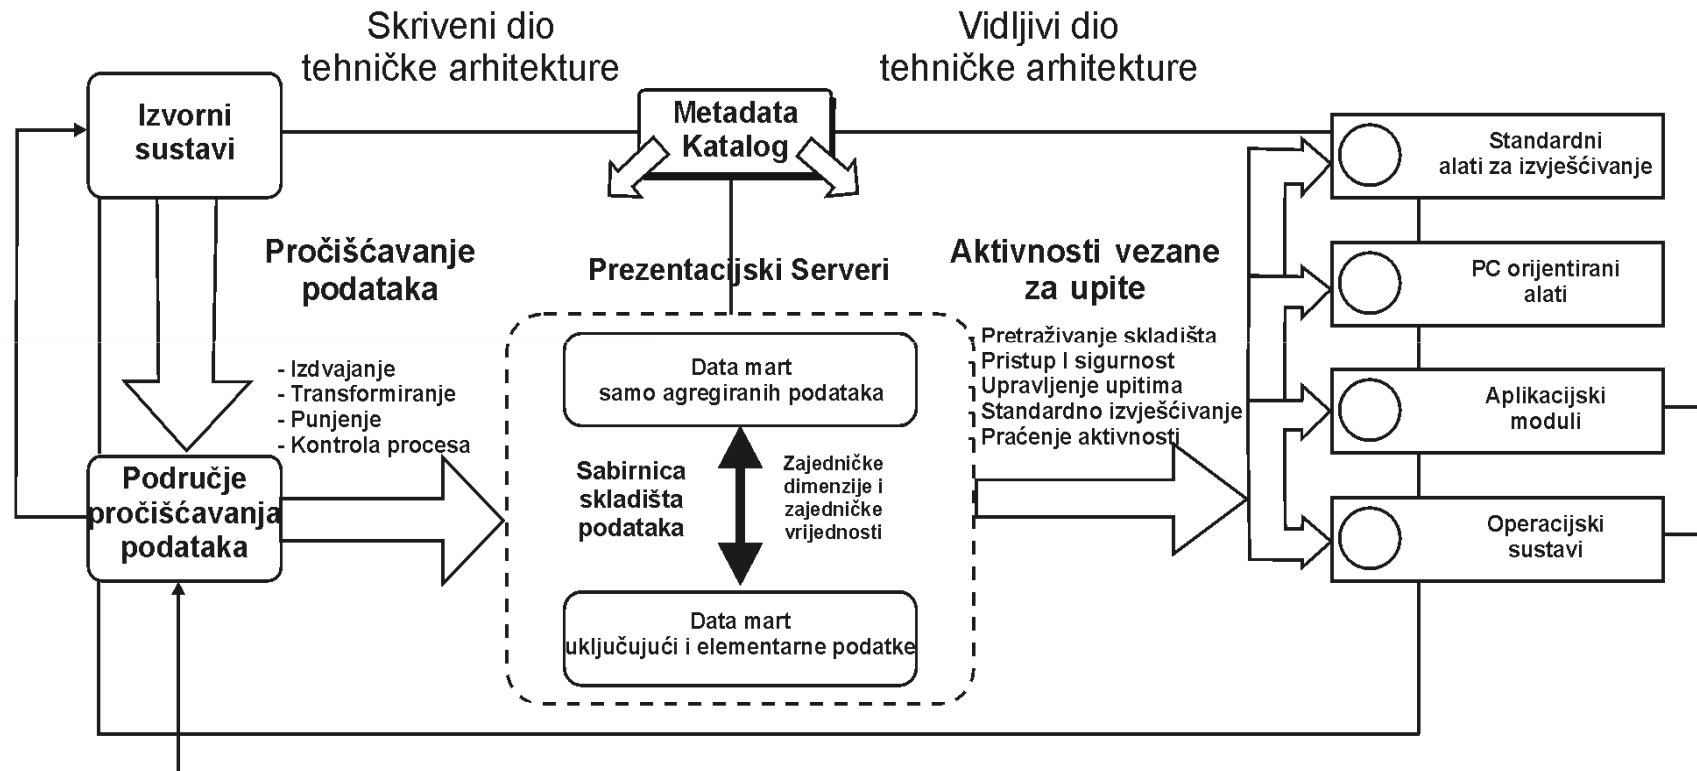 Skriveni dio
tehničke arhitekture
Vidljivi dio
tehničke arhitekture
Izvorni
sustavi
Metadata
Katalog
Standardni
alati za izvješćivanje
Pročišćavanje
podataka
Prezentacijski Serveri
Aktivnosti vezane
za upite
PC orijentirani
alati
- Izdvajanje
- Transformiranje
- Punjenje
- Kontrola procesa
Data mart
samo agregiranih podataka
- Pretraživanje skladišta
- Pristup I sigurnost
- Upravljenje upitima
- Standardno izvješćivanje
- Praćenje aktivnosti
Aplikacijski
moduli
Područje
pročišćavanja
podataka
Sabirnica
skladišta
podataka
Zajedničke
dimenzije i
zajedničke
vrijednosti
Operacijski
sustavi
Data mart
uključujući i elementarne podatke